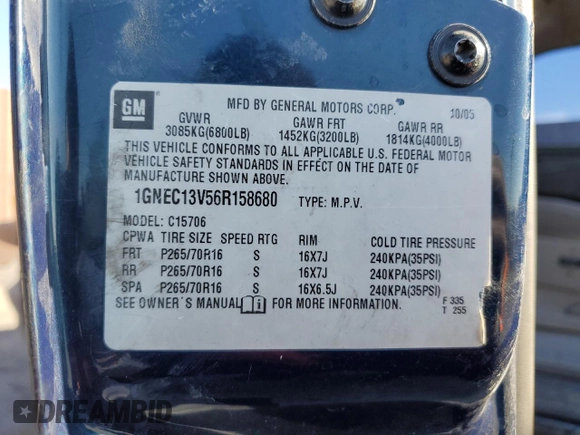 GM
MFD BY GENERAL MOTORS CORP. 10/05
GVWR GAWR FRT GAWR RR
3085KG(6800LB) 1452KG(3200LB) 1814KG(4000LB)
THIS VEHICLE CONFORMS TO ALL APPLICABLE U.S. FEDERAL MOTOR
VEHICLE SAFETY STANDARDS IN EFFECT ON THE DATE OF
MANUFACTURE SHOWN ABOVE.
1GNEC13V56R158680 TYPE: M.P.V.
MODEL: C15706
CPWA TIRE SIZE SPEED RTG RIM COLD TIRE PRESSURE
FRT P265/70R16 S 16X7J 240KPA(35PSI)
RR P265/70R16 S 16X7J 240KPA(35PSI)
SPA P265/70R16 S 16X6.5J 240KPA(35PSI)
SEE OWNER'S MANUAL i FOR MORE INFORMATION. F 335
T 255
DREAMBID